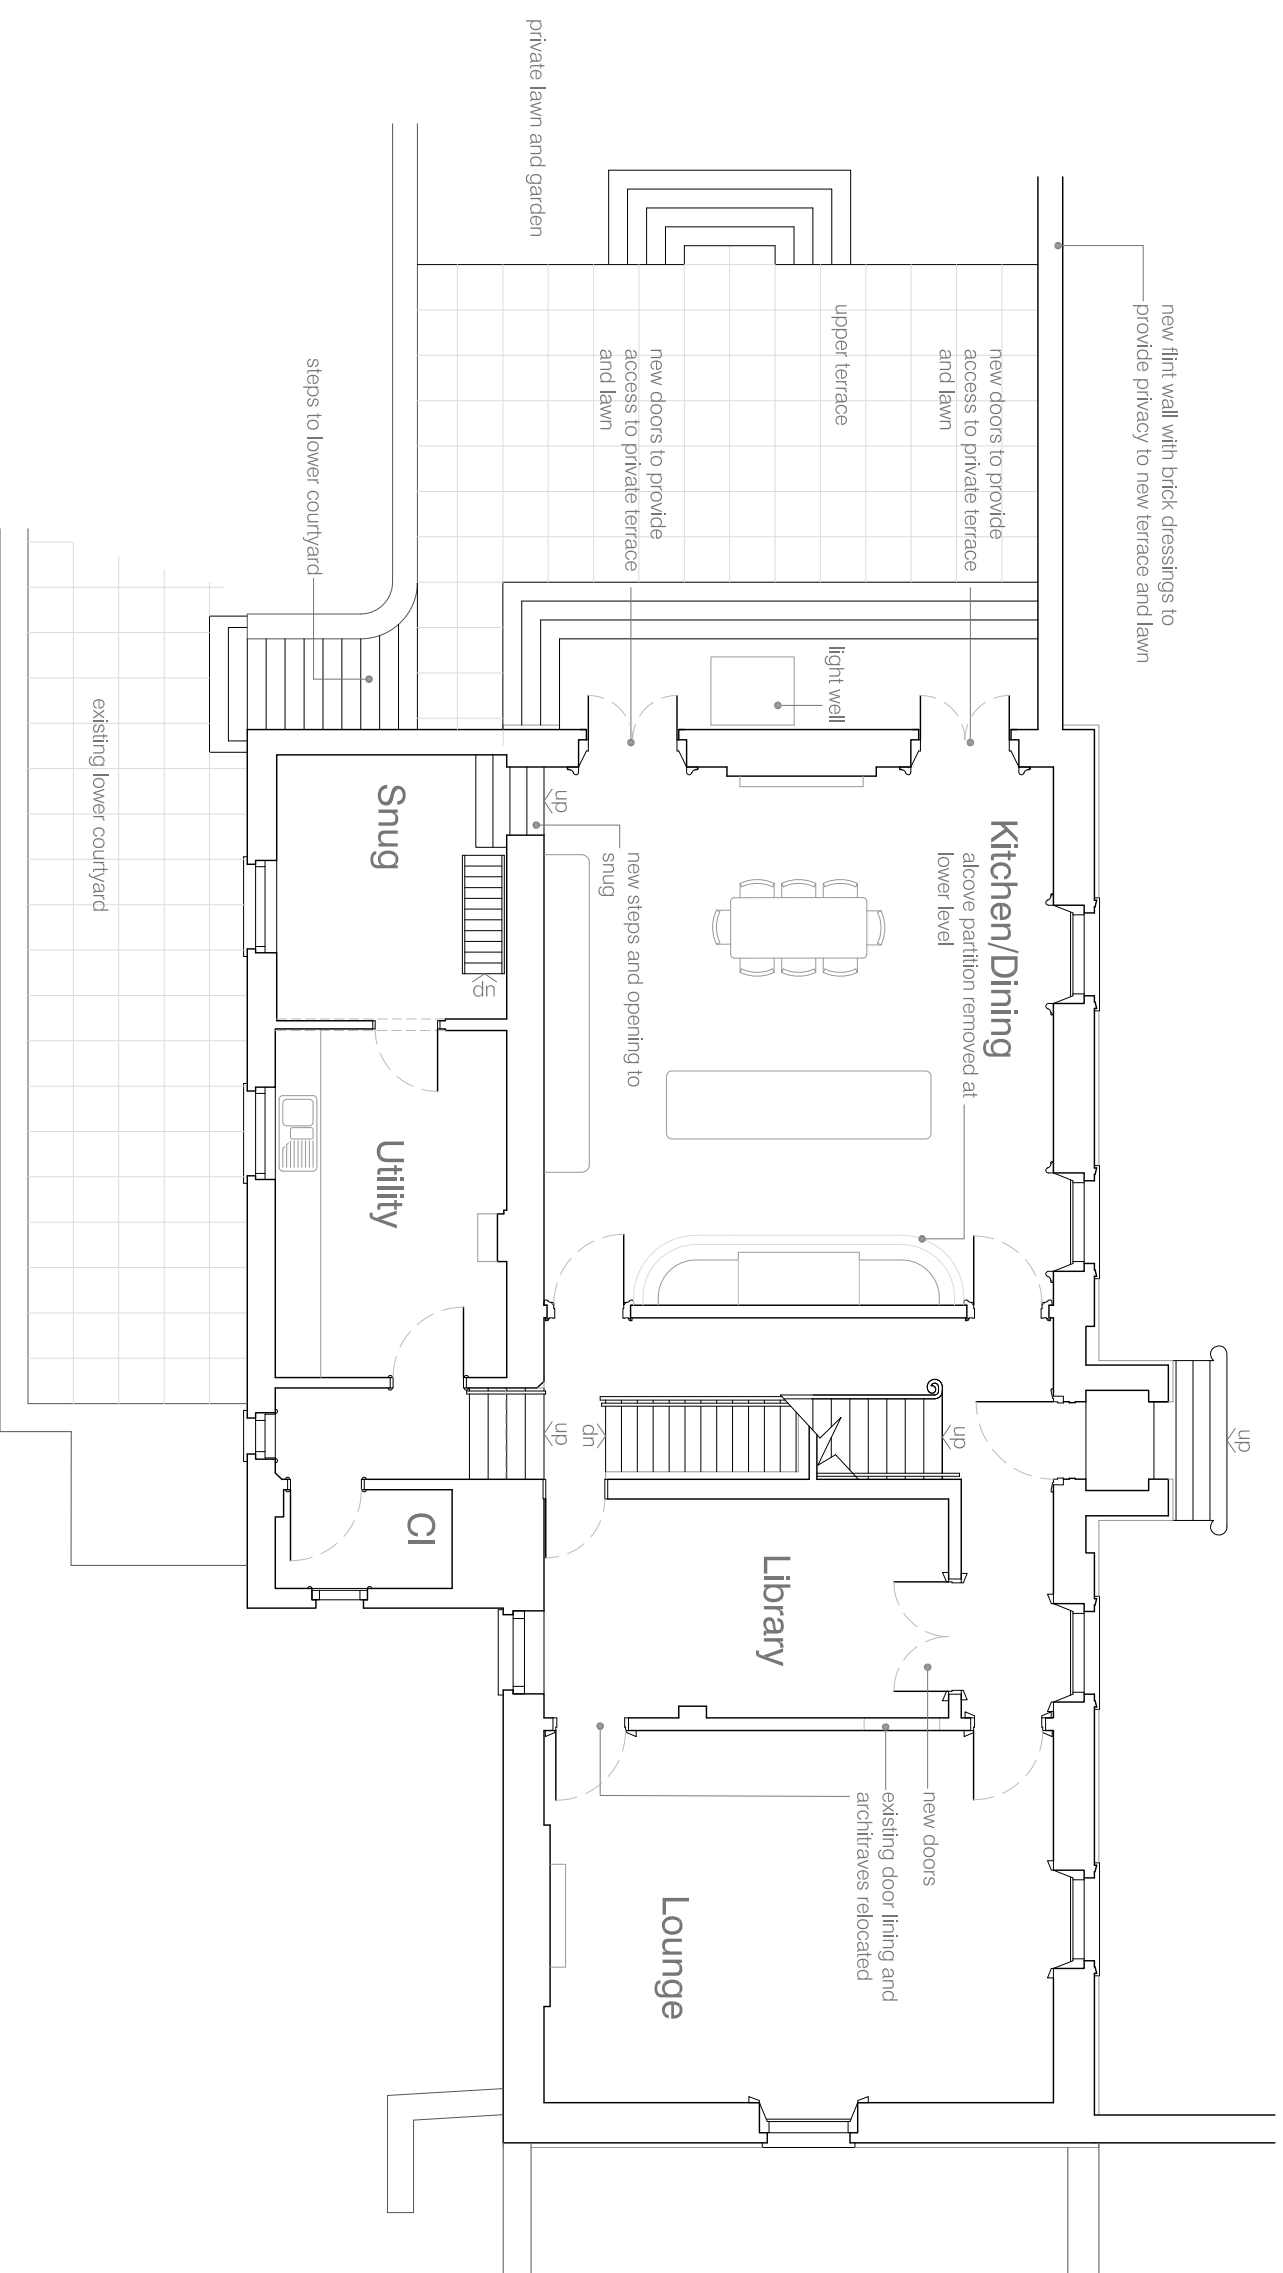 new flint wall with brick dressings to
provide privacy to new terrace and lawn
up
new doors to provide
access to private terrace
and lawn
Kitchen/Dining
alcove partition removed at
lower level
up
new doors
existing door lining and
architraves relocated
upper terrace
light well
Library
Lounge
new doors to provide
access to private terrace
and lawn
new steps and opening to
snug
dn
up
up
private lawn and garden
dn
Cl
Snug
Utility
steps to lower courtyard
existing lower courtyard